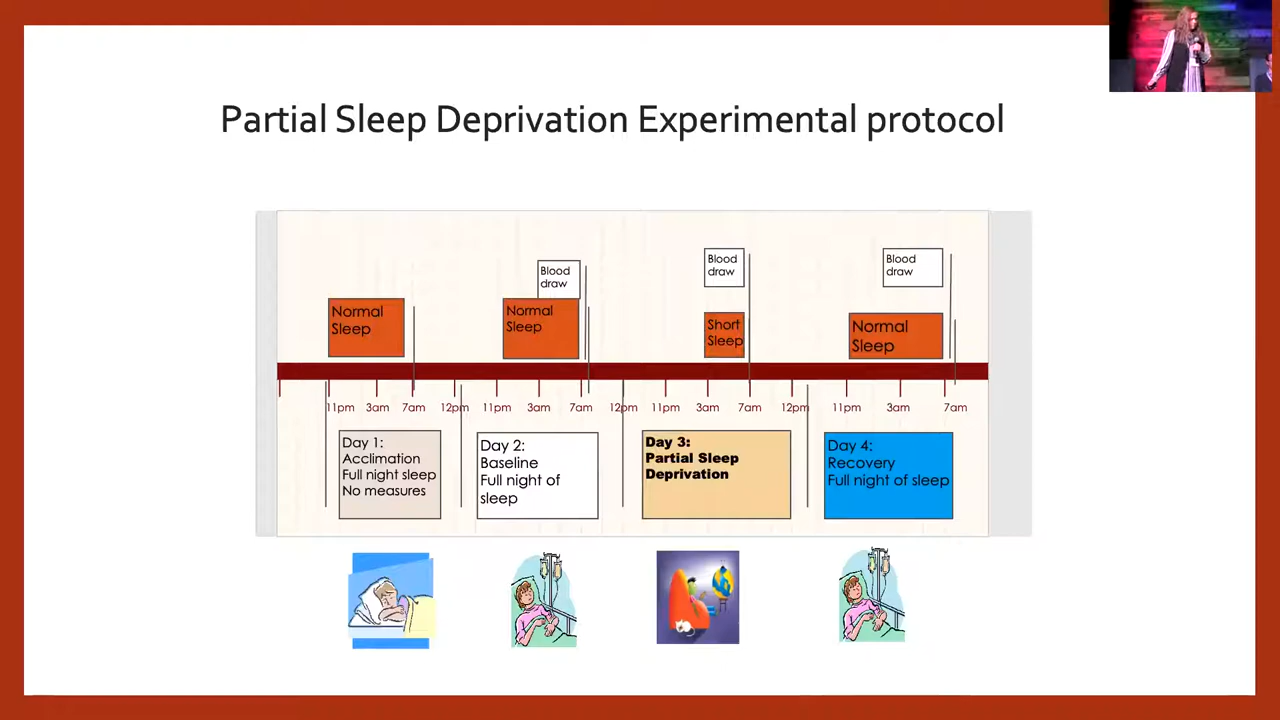 Partial Sleep Deprivation Experimental protocol
Blood
draw
Blood
draw
Blood
draw
Normal
Sleep
Normal
Sleep
Short
Sleep
Normal
Sleep
11pm 3am 7am 12pm 11pm 3am 7am 12pm 11pm 3am 7am 12pm 11pm 3am 7am
Day 1:
Acclimation
Full night sleep
No measures
Day 2:
Baseline
Full night of
sleep
Day 3:
Partial Sleep
Deprivation
Day 4:
Recovery
Full night of sleep